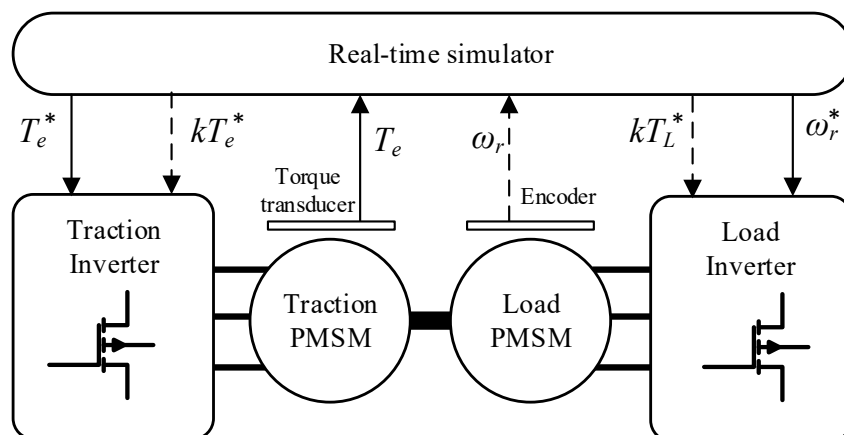 Real-time simulator
T_e^*
kT_e^*
T_e
ω_r
kT_L^*
ω_r^*
Torque
transducer
Encoder
Traction
Inverter
Load
Inverter
Traction
PMSM
Load
PMSM